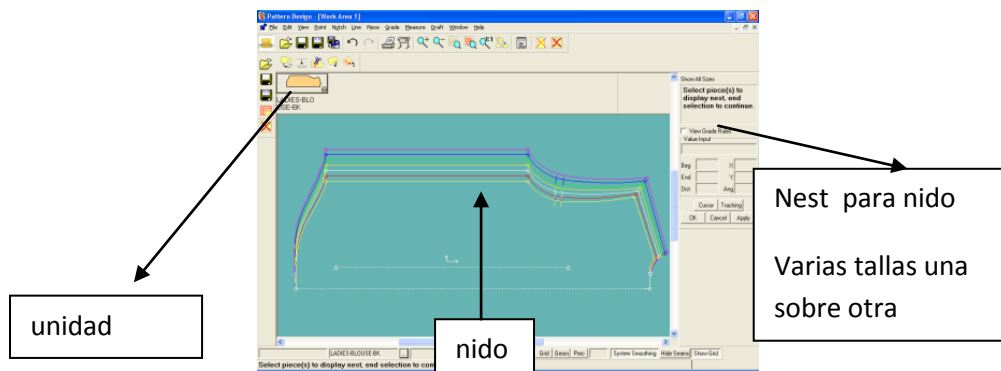 Pattern Design - [Work Area 1]
File Edit View Point Notch Line Piece Grade Measure Draft Window Help
LADIES-BLO
USE-BK
Show All Sizes
Select piece(s) to
display nest, end
selection to continue.
View Grade Rules
Value Input
Beg X
End Y
Dist Ang
Cursor Tracking
OK Cancel Apply
Nest para nido
Varias tallas una
sobre otra
unidad
nido
LADIES-BLOUSE-BK ... Grid Geom Prec System Smoothing Hide Seams Show Grid
Select piece(s) to display nest, end selection to con